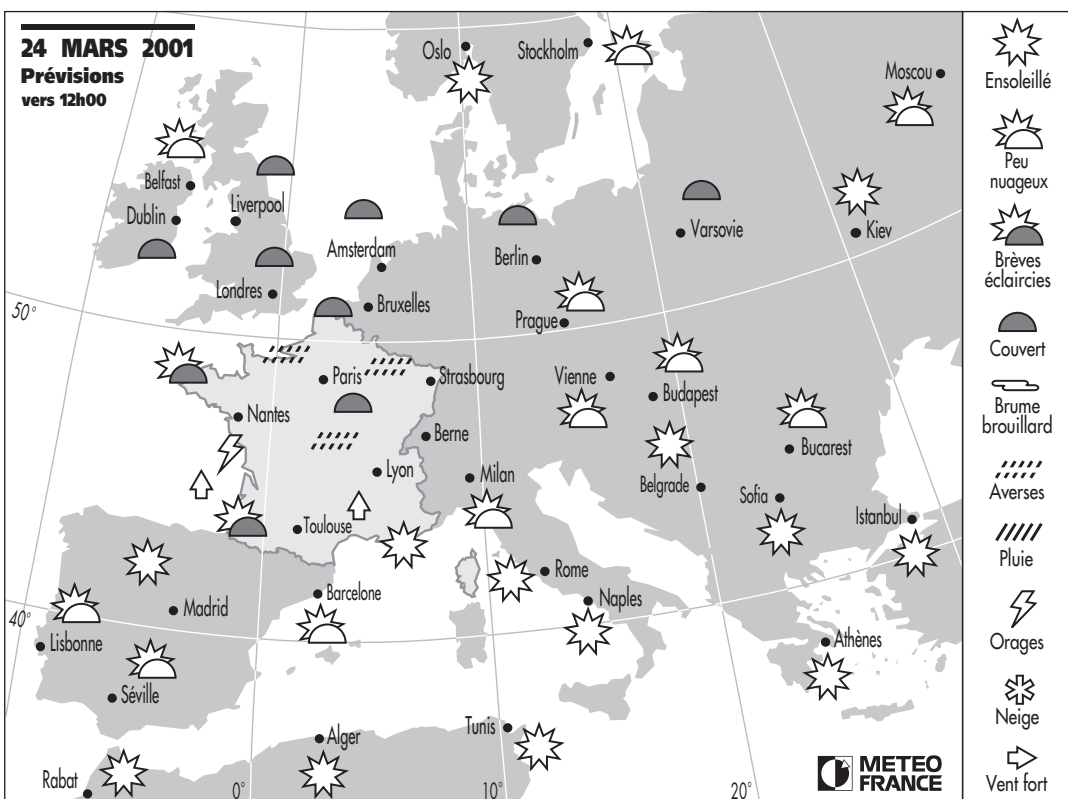 24 MARS 2001
Prévisions
vers 12h00
Oslo
Stockholm
Moscou
Belfast
Dublin
Liverpool
Amsterdam
Berlin
Varsovie
Kiev
Londres
Bruxelles
50°
Prague
Paris
Strasbourg
Vienne
Budapest
Nantes
Berne
Bucarest
Lyon
Milan
Belgrade
Sofia
Istanbul
Toulouse
Rome
Barcelone
Naples
Madrid
40°
Lisbonne
Athènes
Séville
Tunis
Alger
Rabat
0°
10°
20°
METEO
FRANCE
Ensoleillé
Peu
nuageux
Brèves
éclaircies
Couvert
Brume
brouillard
Averses
Pluie
Orages
Neige
Vent fort